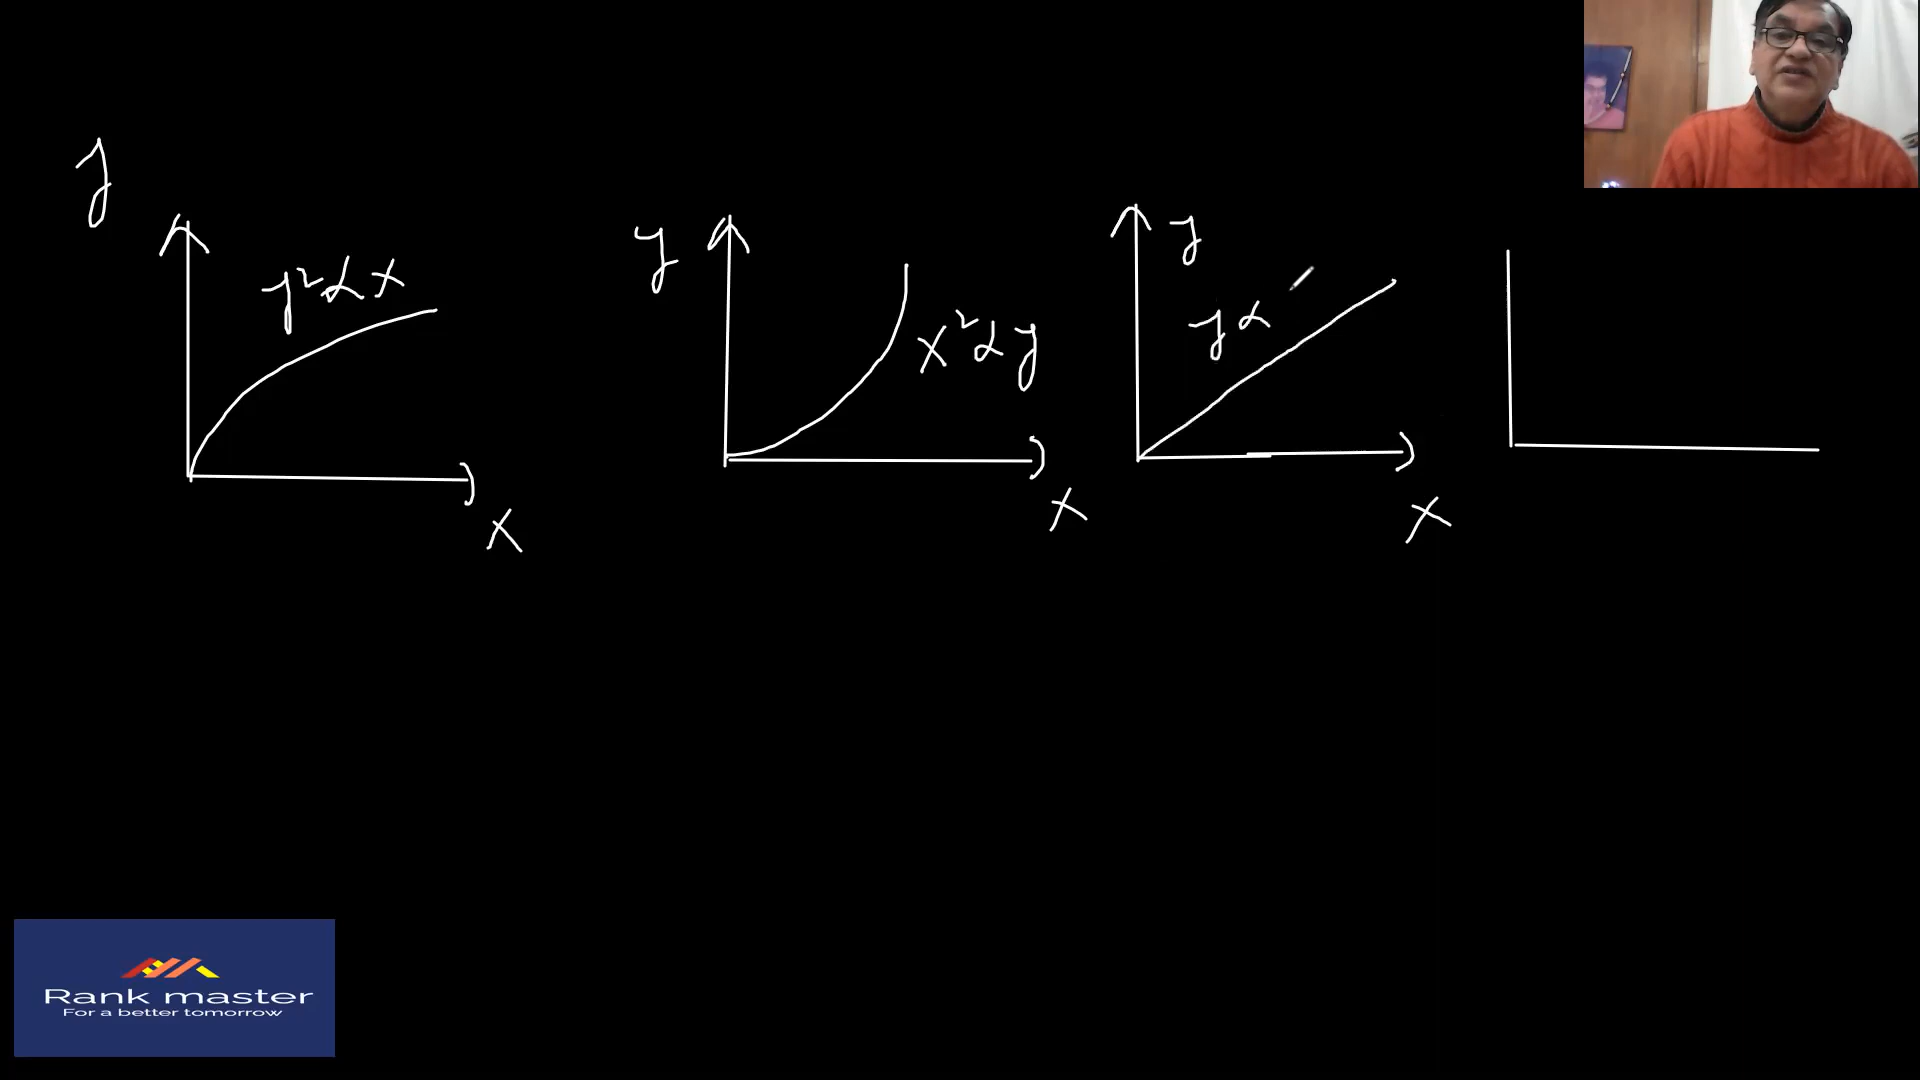 y
y² α x
x
y
x² α y
x
y
y α
x
Rank master
For a better tomorrow